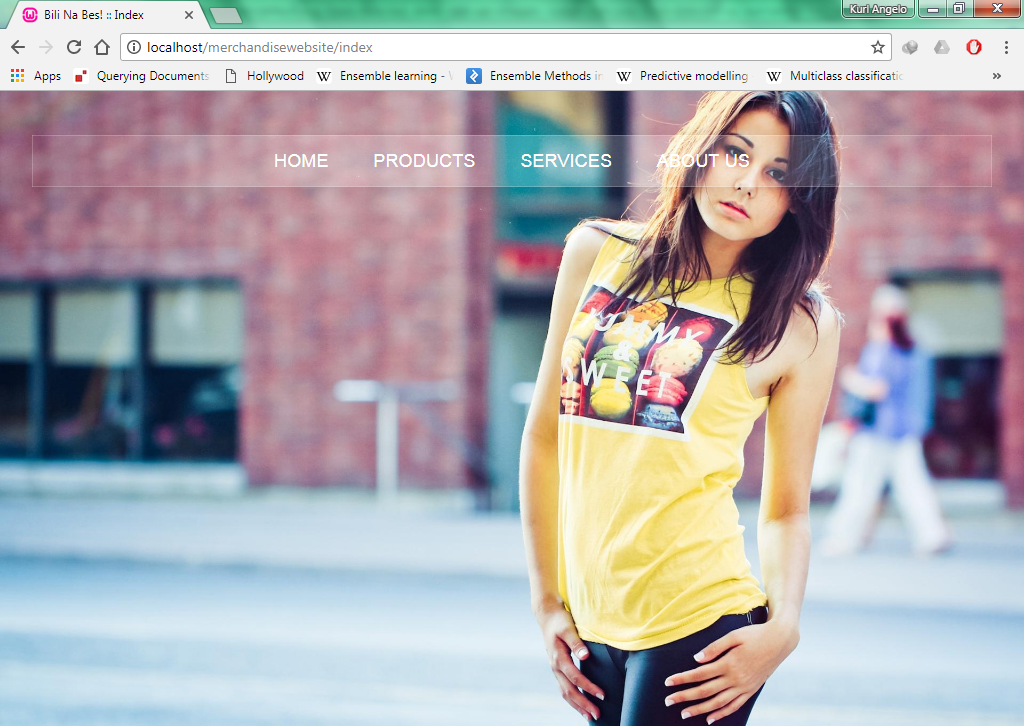 Bili Na Bes! :: Index
Kuri Angelo
localhost/merchandisewebsite/index
Apps Querying Documents Hollywood Ensemble learning - Ensemble Methods in Predictive modelling Multiclass classificatio
HOME PRODUCTS SERVICES ABOUT US
YUMMY
&
SWEET